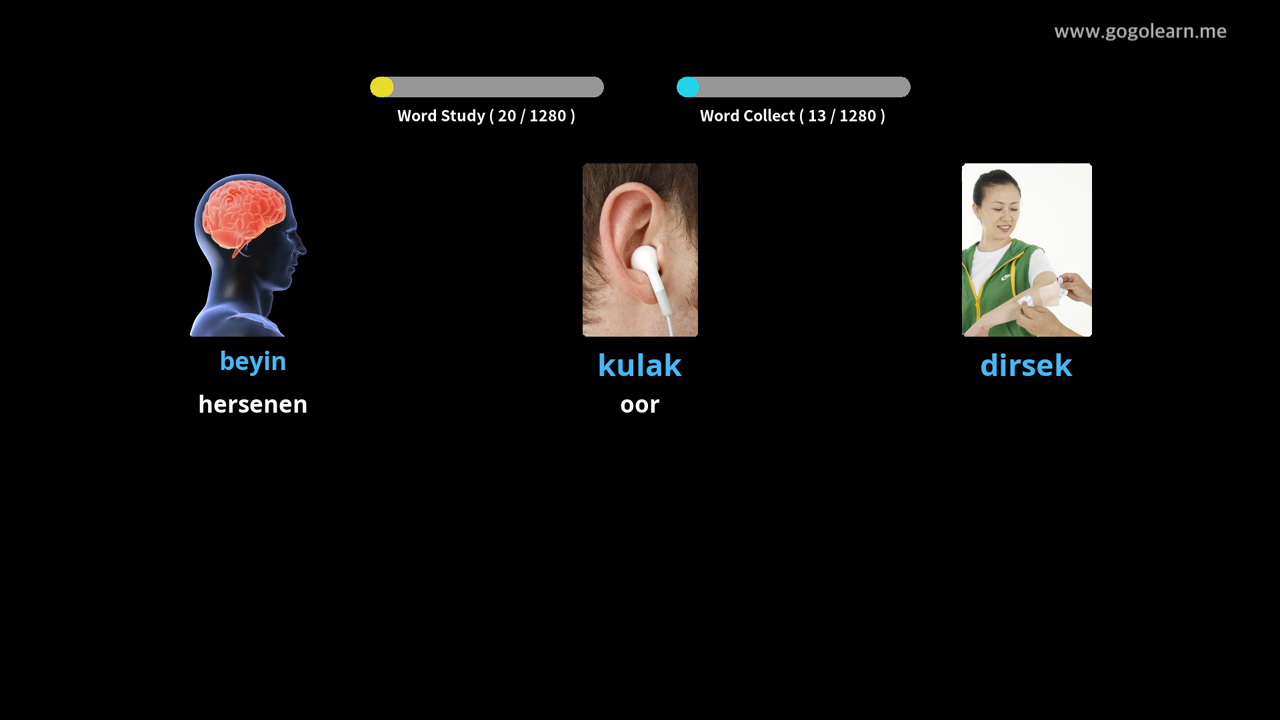 www.gogolearn.me
Word Study ( 20 / 1280 )
Word Collect ( 13 / 1280 )
beyin
kulak
dirsek
hersenen
oor